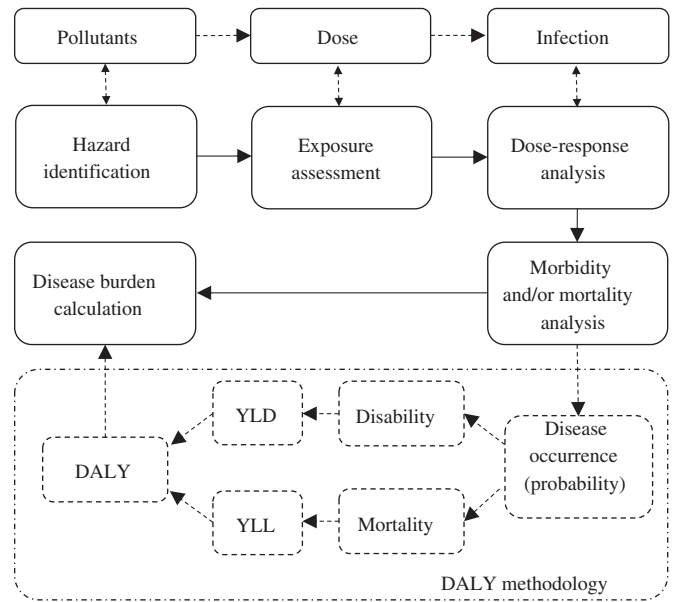 Pollutants
Dose
Infection
Hazard
identification
Exposure
assessment
Dose-response
analysis
Disease burden
calculation
Morbidity
and/or mortality
analysis
YLD
Disability
Disease
occurrence
(probability)
DALY
YLL
Mortality
DALY methodology